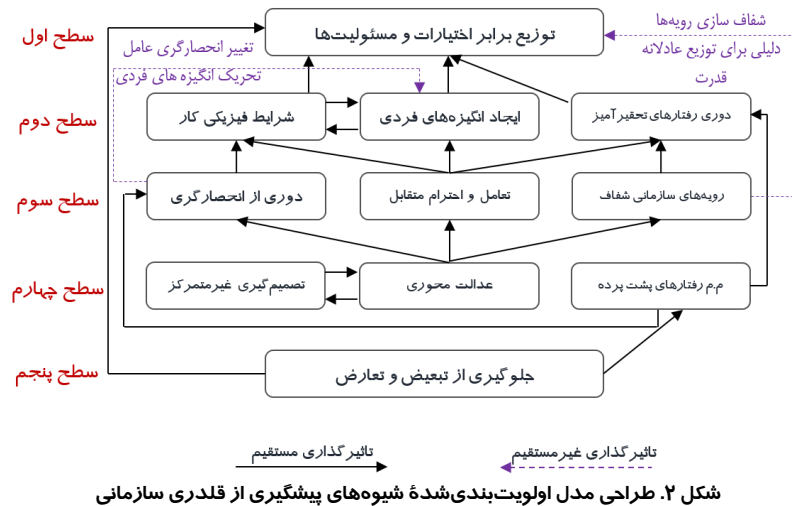 سطح اول
توزیع برابر اختیارات و مسئولیت‌ها
شفاف سازی رویه‌ها
دلیلی برای توزیع عادلانه
قدرت
تغییر انحصارگری عامل
تحریک انگیزه های فردی
سطح دوم
دوری رفتارهای تحقیرآمیز
ایجاد انگیزه‌های فردی
شرایط فیزیکی کار
سطح سوم
رویه‌های سازمانی شفاف
تعامل و احترام متقابل
دوری از انحصارگری
سطح چهارم
م.م رفتارهای پشت پرده
عدالت محوری
تصمیم‌گیری غیرمتمرکز
سطح پنجم
جلوگیری از تبعیض و تعارض
تاثیرگذاری غیرمستقیم
تاثیرگذاری مستقیم
شکل ۲. طراحی مدل اولویت‌بندی‌شدهٔ شیوه‌های پیشگیری از قلدری سازمانی